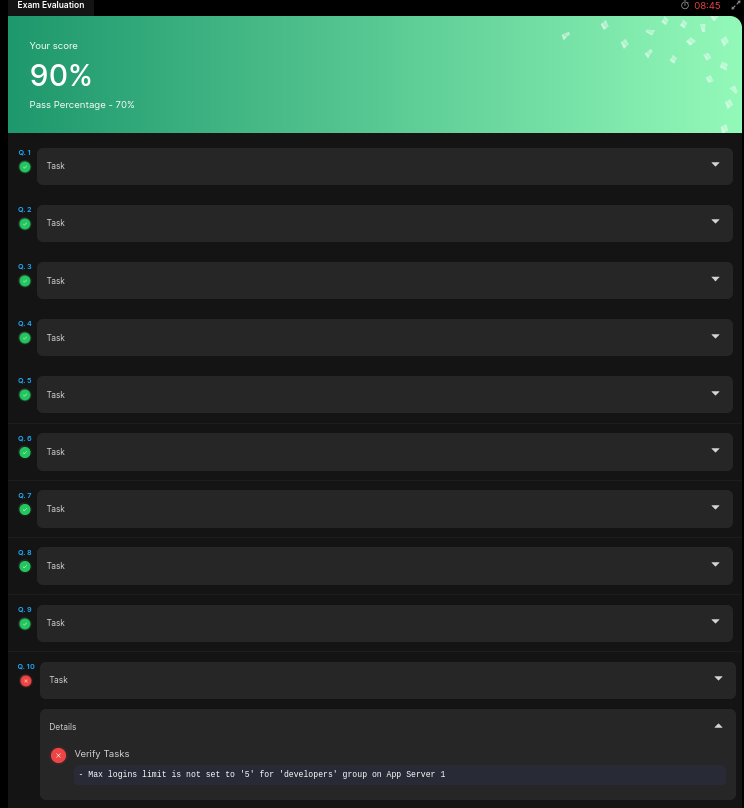 Exam Evaluation
08:45
Your score
90%
Pass Percentage - 70%
Q. 1
Task
Q. 2
Task
Q. 3
Task
Q. 4
Task
Q. 5
Task
Q. 6
Task
Q. 7
Task
Q. 8
Task
Q. 9
Task
Q. 10
Task
Details
Verify Tasks
- Max logins limit is not set to '5' for 'developers' group on App Server 1